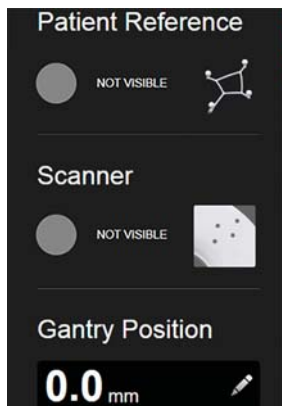 Patient Reference
NOT VISIBLE
Scanner
NOT VISIBLE
Gantry Position
0.0 mm